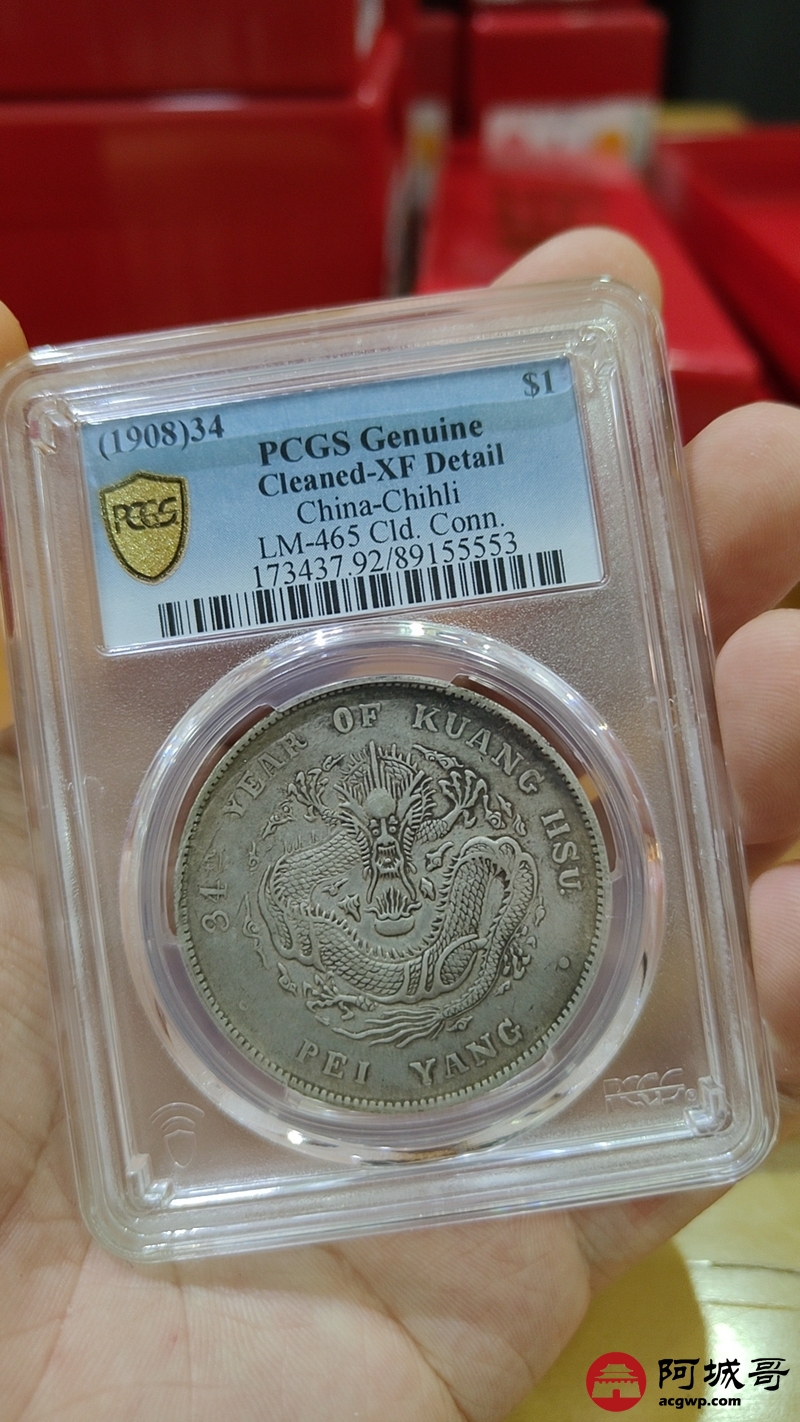 (1908)34 $1
PCGS Genuine
Cleaned-XF Detail
China-Chihli
LM-465 Cld. Conn.
173437.92/89155553
PCGS
34TH YEAR OF KUANG HSU
PEI YANG
PCGS
阿城哥
acgwp.com